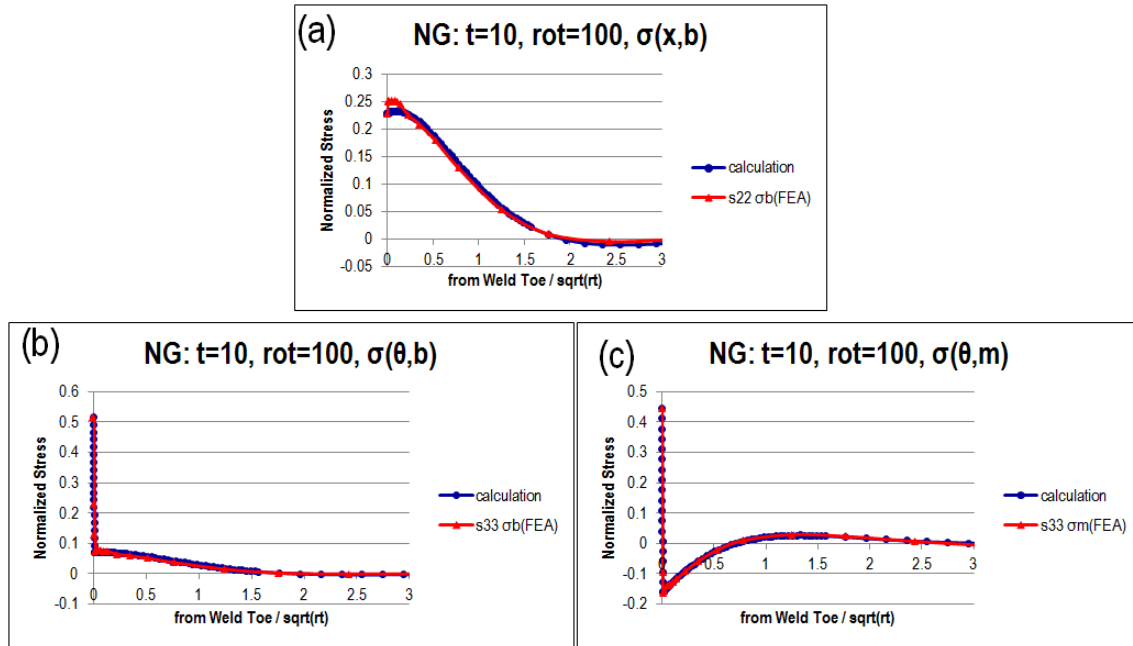 (a)
NG: t=10, rot=100, σ(x,b)
Normalized Stress
0.3
0.25
0.2
0.15
0.1
0.05
0
-0.05
0 0.5 1 1.5 2 2.5 3
from Weld Toe / sqrt(rt)
calculation
s22 σb(FEA)
(b)
NG: t=10, rot=100, σ(θ,b)
Normalized Stress
0.6
0.5
0.4
0.3
0.2
0.1
0
-0.1
0 0.5 1 1.5 2 2.5 3
from Weld Toe / sqrt(rt)
calculation
s33 σb(FEA)
(c)
NG: t=10, rot=100, σ(θ,m)
Normalized Stress
0.5
0.4
0.3
0.2
0.1
0
-0.1
-0.2
0 0.5 1 1.5 2 2.5 3
from Weld Toe / sqrt(rt)
calculation
s33 σm(FEA)